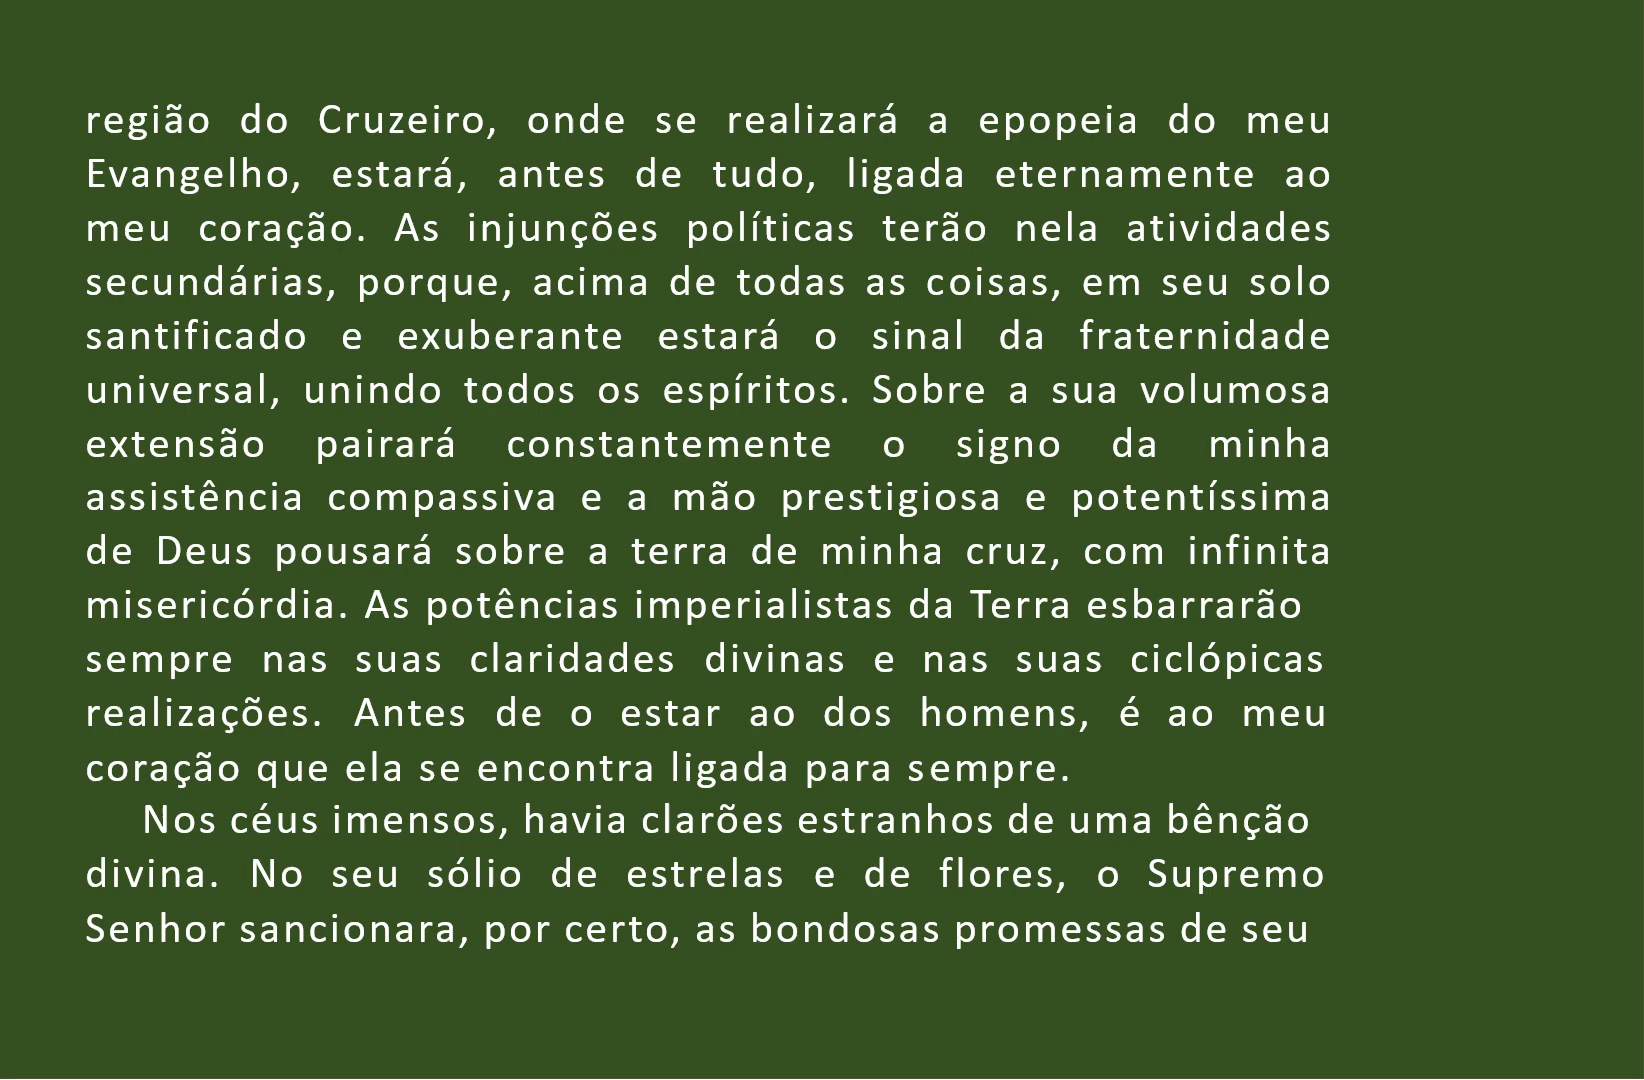 região do Cruzeiro, onde se realizará a epopeia do meu
Evangelho, estará, antes de tudo, ligada eternamente ao
meu coração. As injunções políticas terão nela atividades
secundárias, porque, acima de todas as coisas, em seu solo
santificado e exuberante estará o sinal da fraternidade
universal, unindo todos os espíritos. Sobre a sua volumosa
extensão pairará constantemente o signo da minha
assistência compassiva e a mão prestigiosa e potentíssima
de Deus pousará sobre a terra de minha cruz, com infinita
misericórdia. As potências imperialistas da Terra esbarrarão
sempre nas suas claridades divinas e nas suas ciclópicas
realizações. Antes de o estar ao dos homens, é ao meu
coração que ela se encontra ligada para sempre.
Nos céus imensos, havia clarões estranhos de uma bênção
divina. No seu sólio de estrelas e de flores, o Supremo
Senhor sancionara, por certo, as bondosas promessas de seu